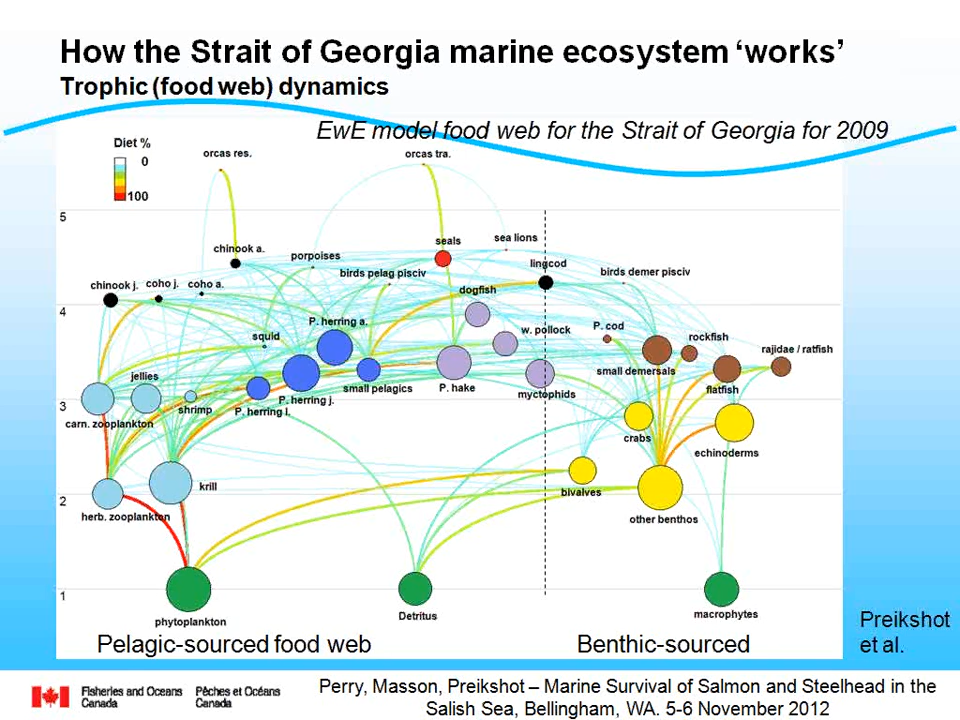 How the Strait of Georgia marine ecosystem ‘works’
Trophic (food web) dynamics
EwE model food web for the Strait of Georgia for 2009
Diet %
0
100
orcas res.
orcas tra.
5
chinook a.
porpoises
seals
sea lions
birds pelag pisciv
lingcod
birds demer pisciv
chinook j.
coho j.
coho a.
dogfish
4
squid
P. herring a.
w. pollock
P. cod
rockfish
rajidae / ratfish
jellies
small pelagics
P. hake
small demersals
flatfish
myctophids
3
carn. zooplankton
shrimp
P. herring l.
P. herring j.
crabs
echinoderms
2
herb. zooplankton
krill
bivalves
other benthos
1
phytoplankton
Detritus
macrophytes
Pelagic-sourced food web
Benthic-sourced
Preikshot
et al.
Fisheries and Oceans
Canada
Pêches et Océans
Canada
Perry, Masson, Preikshot – Marine Survival of Salmon and Steelhead in the
Salish Sea, Bellingham, WA. 5-6 November 2012